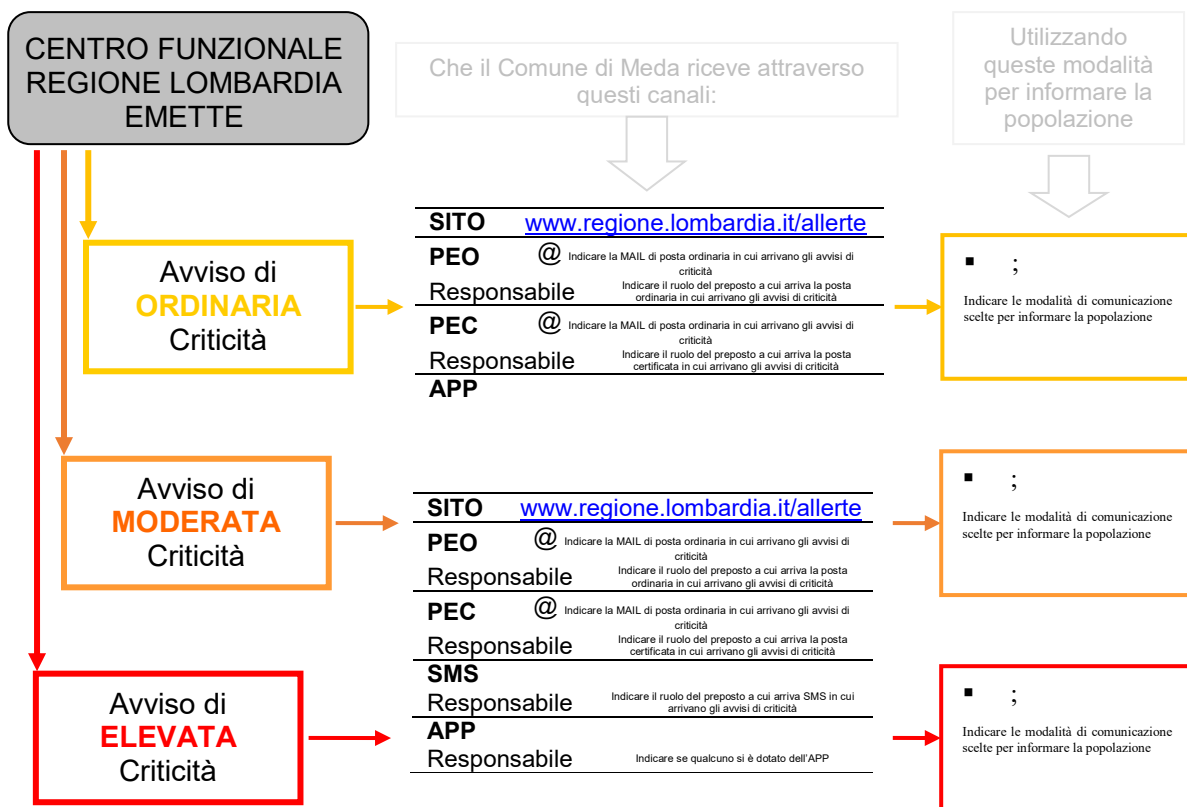 CENTRO FUNZIONALE
REGIONE LOMBARDIA
EMETTE
Che il Comune di Meda riceve attraverso
questi canali:
Utilizzando
queste modalità
per informare la
popolazione
Avviso di
ORDINARIA
Criticità
SITO www.regione.lombardia.it/allerte
PEO @ Indicare la MAIL di posta ordinaria in cui arrivano gli avvisi di
criticità
Responsabile Indicare il ruolo del preposto a cui arriva la posta
ordinaria in cui arrivano gli avvisi di criticità
PEC @ Indicare la MAIL di posta ordinaria in cui arrivano gli avvisi di
criticità
Responsabile Indicare il ruolo del preposto a cui arriva la posta
certificata in cui arrivano gli avvisi di criticità
APP
▪ ;
Indicare le modalità di comunicazione
scelte per informare la popolazione
Avviso di
MODERATA
Criticità
SITO www.regione.lombardia.it/allerte
PEO @ Indicare la MAIL di posta ordinaria in cui arrivano gli avvisi di
criticità
Responsabile Indicare il ruolo del preposto a cui arriva la posta
ordinaria in cui arrivano gli avvisi di criticità
PEC @ Indicare la MAIL di posta ordinaria in cui arrivano gli avvisi di
criticità
Responsabile Indicare il ruolo del preposto a cui arriva la posta
certificata in cui arrivano gli avvisi di criticità
SMS
Responsabile Indicare il ruolo del preposto a cui arriva SMS in cui
arrivano gli avvisi di criticità
APP
Responsabile Indicare se qualcuno si è dotato dell'APP
▪ ;
Indicare le modalità di comunicazione
scelte per informare la popolazione
Avviso di
ELEVATA
Criticità
▪ ;
Indicare le modalità di comunicazione
scelte per informare la popolazione